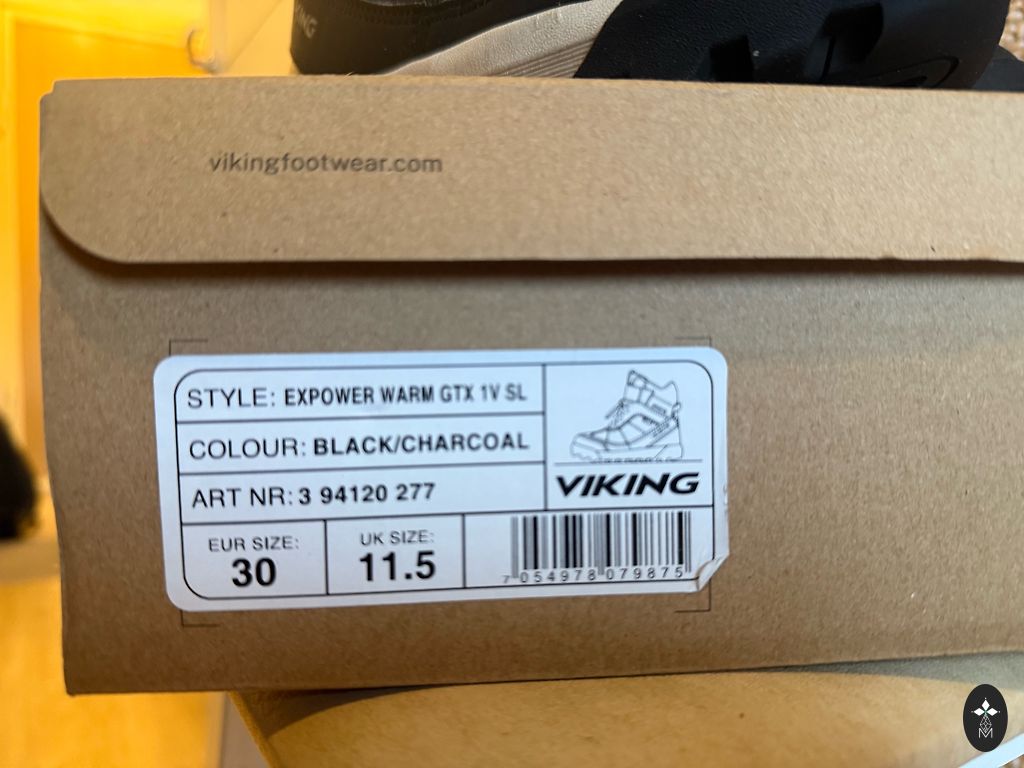 KING
vikingfootwear.com
STYLE: EXPOWER WARM GTX 1V SL
COLOUR: BLACK/CHARCOAL
ART NR: 3 94120 277
VIKING
EUR SIZE:
30
UK SIZE:
11.5
7 054978 079875
M